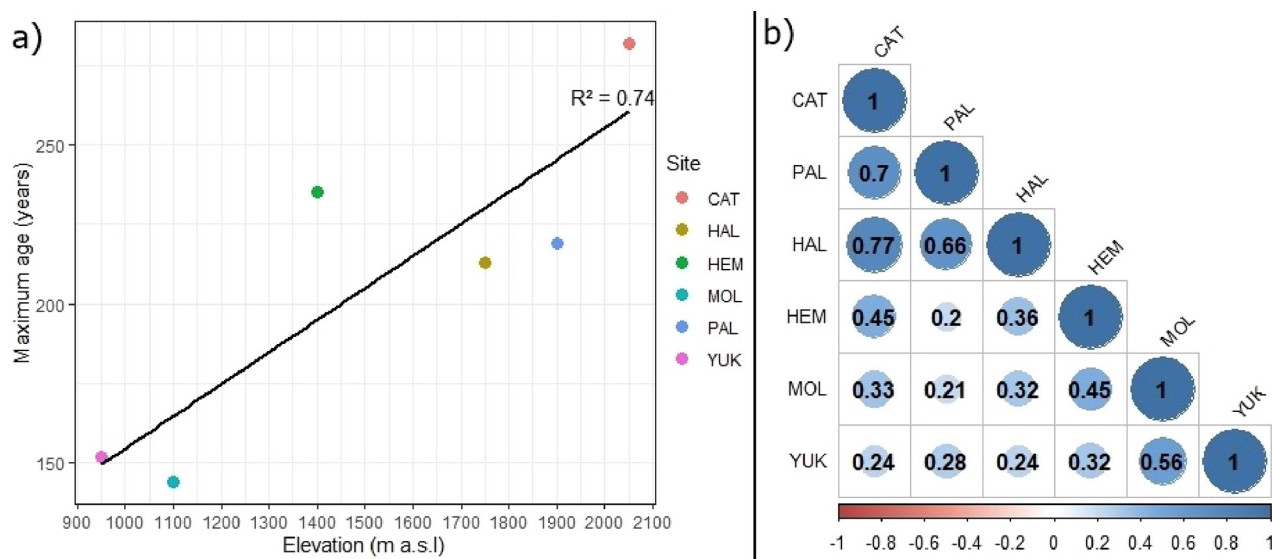 a)
R² = 0.74
250
200
150
Maximum age (years)
900 1000 1100 1200 1300 1400 1500 1600 1700 1800 1900 2000 2100
Elevation (m a.s.l)
Site
CAT
HAL
HEM
MOL
PAL
YUK
b)
CAT
PAL
HAL
HEM
MOL
YUK
CAT 1
PAL 0.7 1
HAL 0.77 0.66 1
HEM 0.45 0.2 0.36 1
MOL 0.33 0.21 0.32 0.45 1
YUK 0.24 0.28 0.24 0.32 0.56 1
-1 -0.8 -0.6 -0.4 -0.2 0 0.2 0.4 0.6 0.8 1